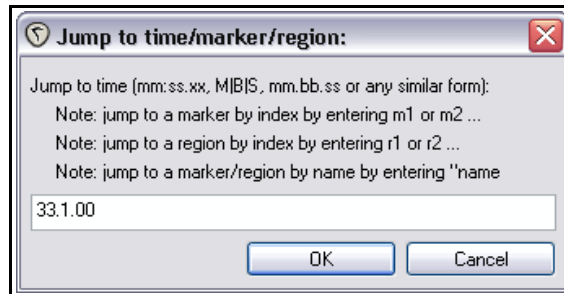 Jump to time/marker/region:
Jump to time (mm:ss.xx, M|B|S, mm.bb.ss or any similar form):
Note: jump to a marker by index by entering m1 or m2 ...
Note: jump to a region by index by entering r1 or r2 ...
Note: jump to a marker/region by name by entering "name
33.1.00
OK
Cancel